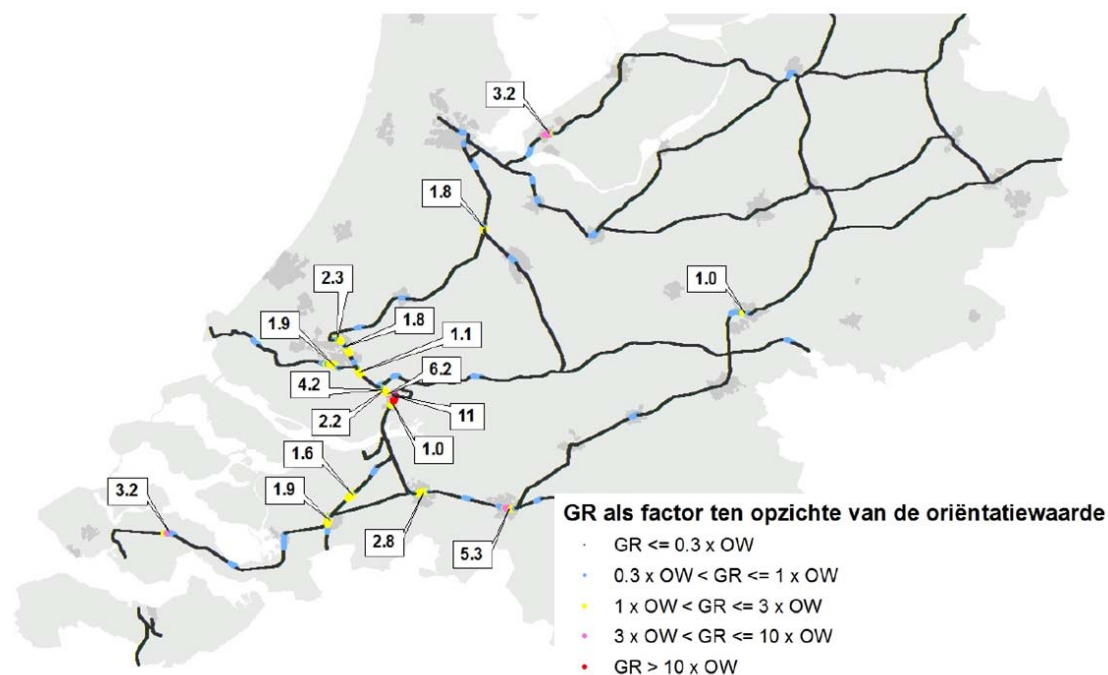 3.2
1.8
1.0
2.3
1.8
1.9
1.1
6.2
4.2
11
2.2
1.0
1.6
3.2
1.9
2.8
5.3
GR als factor ten opzichte van de oriëntatiewaarde
GR <= 0.3 x OW
0.3 x OW < GR <= 1 x OW
1 x OW < GR <= 3 x OW
3 x OW < GR <= 10 x OW
GR > 10 x OW